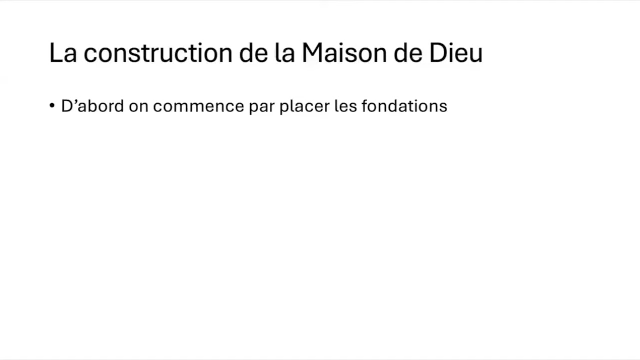 La construction de la Maison de Dieu
• D’abord on commence par placer les fondations